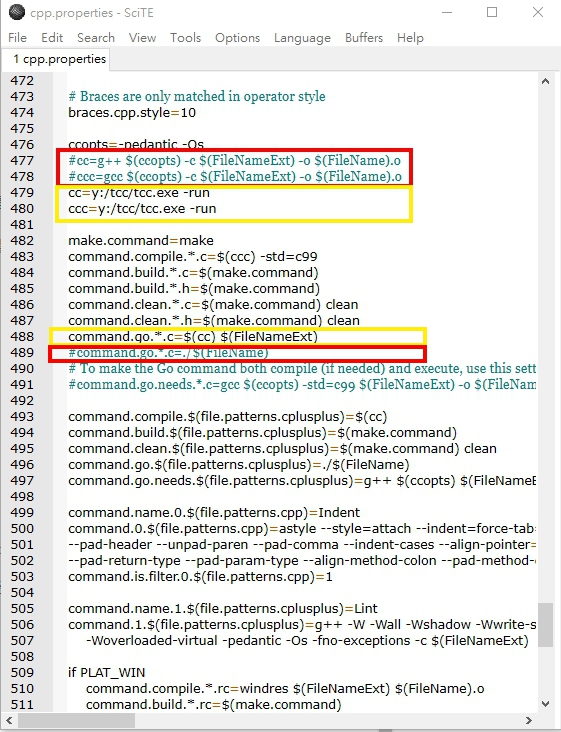 cpp.properties - SciTE
File Edit Search View Tools Options Language Buffers Help
1 cpp.properties
472
473 # Braces are only matched in operator style
474 braces.cpp.style=10
475
476 ccopts=-pedantic -Os
477 #cc=g++ $(ccopts) -c $(FileNameExt) -o $(FileName).o
478 #ccc=gcc $(ccopts) -c $(FileNameExt) -o $(FileName).o
479 cc=y:/tcc/tcc.exe -run
480 ccc=y:/tcc/tcc.exe -run
481
482 make.command=make
483 command.compile.*.c=$(ccc) -std=c99
484 command.build.*.c=$(make.command)
485 command.build.*.h=$(make.command)
486 command.clean.*.c=$(make.command) clean
487 command.clean.*.h=$(make.command) clean
488 command.go.*.c=$(cc) $(FileNameExt)
489 #command.go.*.c=./$(FileName)
490 # To make the Go command both compile (if needed) and execute, use this sett
491 #command.go.needs.*.c=gcc $(ccopts) -std=c99 $(FileNameExt) -o $(FileNam
492
493 command.compile.$(file.patterns.cplusplus)=$(cc)
494 command.build.$(file.patterns.cplusplus)=$(make.command)
495 command.clean.$(file.patterns.cplusplus)=$(make.command) clean
496 command.go.$(file.patterns.cplusplus)=./$(FileName)
497 command.go.needs.$(file.patterns.cplusplus)=g++ $(ccopts) $(FileNameE
498
499 command.name.0.$(file.patterns.cpp)=Indent
500 command.0.$(file.patterns.cpp)=astyle --style=attach --indent=force-tab=
501 --pad-header --unpad-paren --pad-comma --indent-cases --align-pointer=
502 --pad-return-type --pad-param-type --align-method-colon --pad-method-
503 command.is.filter.0.$(file.patterns.cpp)=1
504
505 command.name.1.$(file.patterns.cplusplus)=Lint
506 command.1.$(file.patterns.cplusplus)=g++ -W -Wall -Wshadow -Wwrite-s
507 -Woverloaded-virtual -pedantic -Os -fno-exceptions -c $(FileNameExt)
508
509 if PLAT_WIN
510 command.compile.*.rc=windres $(FileNameExt) $(FileName).o
511 command.build.*.rc=$(make.command)